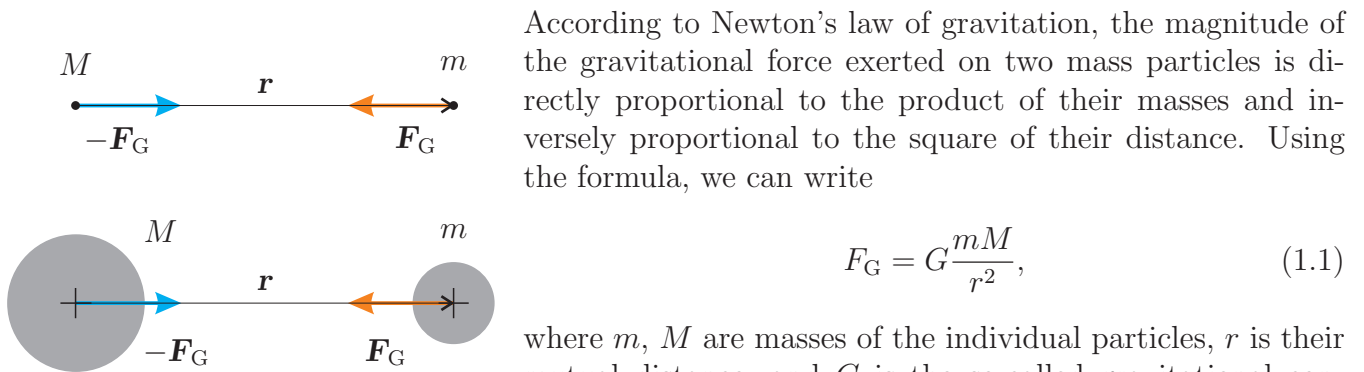 M
m
r
−F_G
F_G
M
m
r
−F_G
F_G
According to Newton's law of gravitation, the magnitude of
the gravitational force exerted on two mass particles is di-
rectly proportional to the product of their masses and in-
versely proportional to the square of their distance. Using
the formula, we can write
F_G = G mM/r², (1.1)
where m, M are masses of the individual particles, r is their